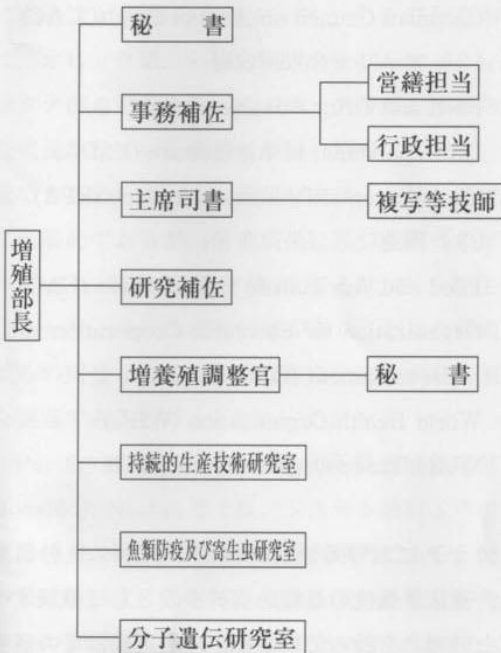 秘　　書
営繕担当
事務補佐
行政担当
主席司書
複写等技師
増殖部長
研究補佐
増養殖調整官
秘　　書
持続的生産技術研究室
魚類防疫及び寄生虫研究室
分子遺伝研究室